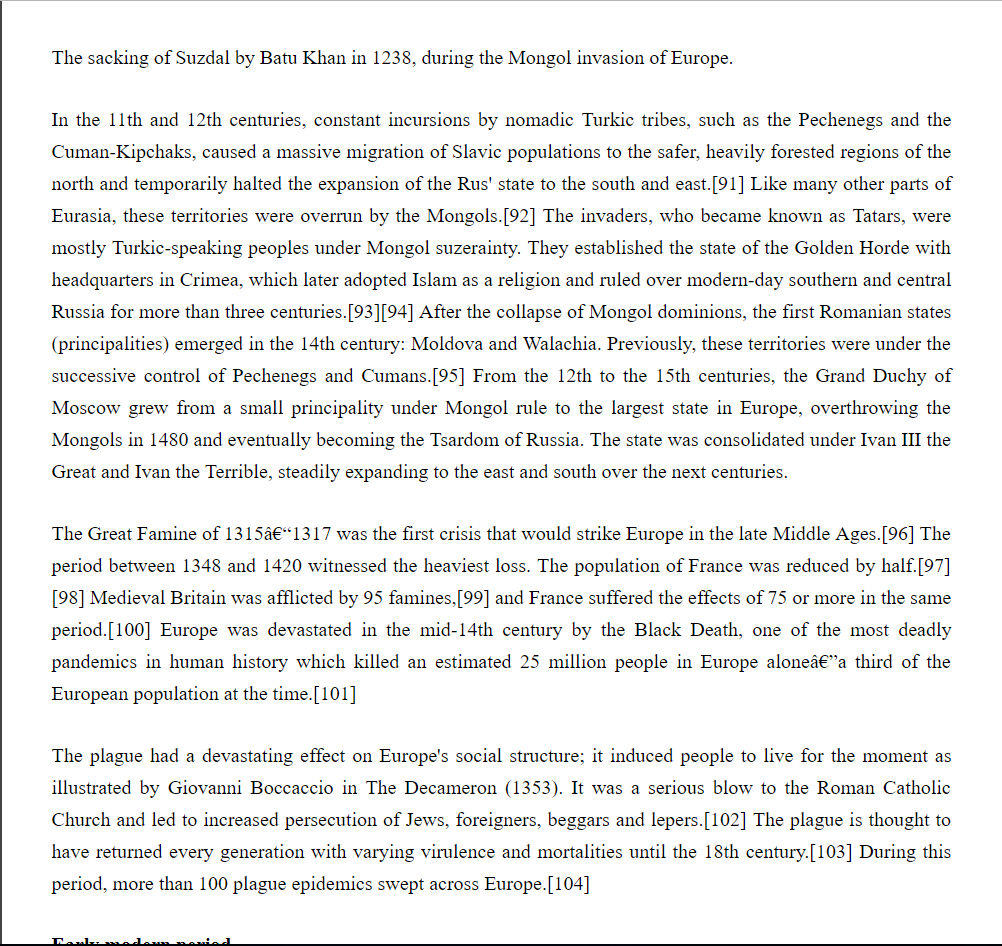 The sacking of Suzdal by Batu Khan in 1238, during the Mongol invasion of Europe.
In the 11th and 12th centuries, constant incursions by nomadic Turkic tribes, such as the Pechenegs and the
Cuman-Kipchaks, caused a massive migration of Slavic populations to the safer, heavily forested regions of the
north and temporarily halted the expansion of the Rus' state to the south and east.[91] Like many other parts of
Eurasia, these territories were overrun by the Mongols.[92] The invaders, who became known as Tatars, were
mostly Turkic-speaking peoples under Mongol suzerainty. They established the state of the Golden Horde with
headquarters in Crimea, which later adopted Islam as a religion and ruled over modern-day southern and central
Russia for more than three centuries.[93][94] After the collapse of Mongol dominions, the first Romanian states
(principalities) emerged in the 14th century: Moldova and Walachia. Previously, these territories were under the
successive control of Pechenegs and Cumans.[95] From the 12th to the 15th centuries, the Grand Duchy of
Moscow grew from a small principality under Mongol rule to the largest state in Europe, overthrowing the
Mongols in 1480 and eventually becoming the Tsardom of Russia. The state was consolidated under Ivan III the
Great and Ivan the Terrible, steadily expanding to the east and south over the next centuries.
The Great Famine of 1315â€“1317 was the first crisis that would strike Europe in the late Middle Ages.[96] The
period between 1348 and 1420 witnessed the heaviest loss. The population of France was reduced by half.[97]
[98] Medieval Britain was afflicted by 95 famines,[99] and France suffered the effects of 75 or more in the same
period.[100] Europe was devastated in the mid-14th century by the Black Death, one of the most deadly
pandemics in human history which killed an estimated 25 million people in Europe aloneâ€”a third of the
European population at the time.[101]
The plague had a devastating effect on Europe's social structure; it induced people to live for the moment as
illustrated by Giovanni Boccaccio in The Decameron (1353). It was a serious blow to the Roman Catholic
Church and led to increased persecution of Jews, foreigners, beggars and lepers.[102] The plague is thought to
have returned every generation with varying virulence and mortalities until the 18th century.[103] During this
period, more than 100 plague epidemics swept across Europe.[104]
Early modern period